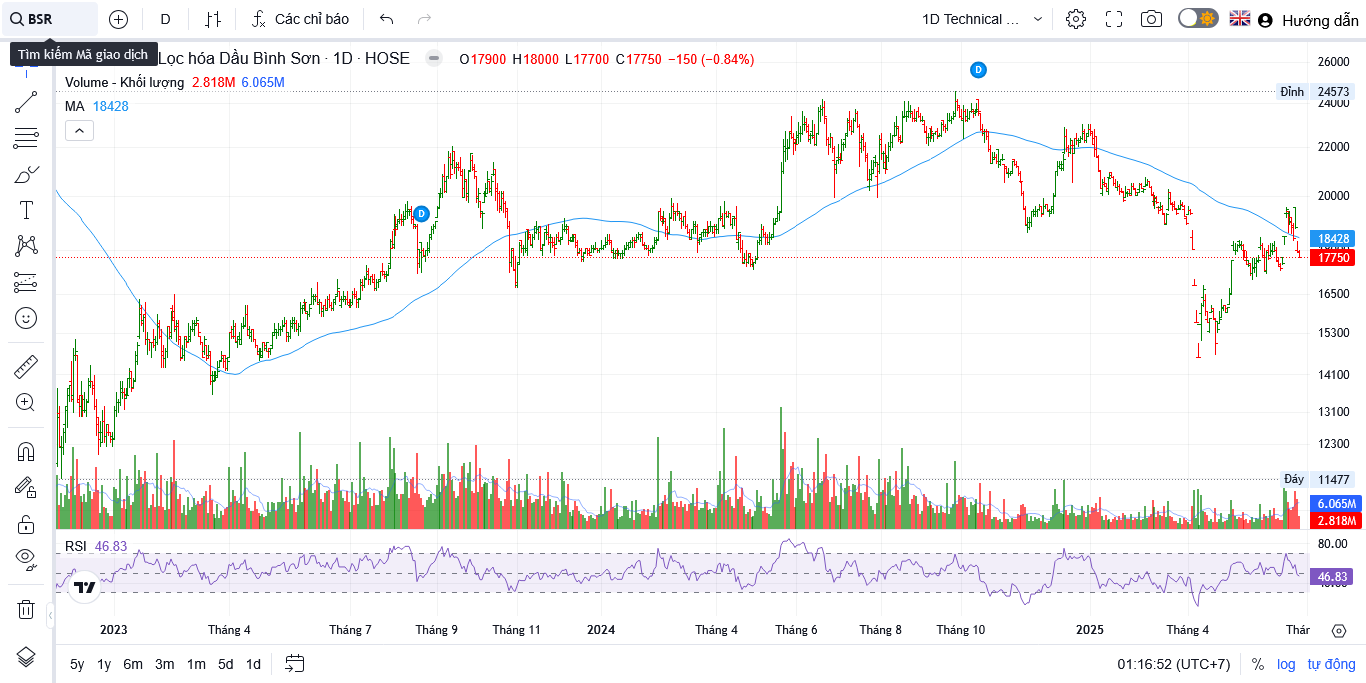 BSR
D
Các chỉ báo
1D Technical ...
Hướng dẫn
Tìm kiếm Mã giao dịch
Lọc hóa Dầu Bình Sơn · 1D · HOSE
O17900 H18000 L17700 C17750 −150 (−0.84%)
Volume - Khối lượng 2.818M 6.065M
MA 18428
D
D
26000
Đỉnh 24573
24000
22000
20000
18428
17750
16500
15300
14100
13100
12300
Đáy 11477
6.065M
2.818M
RSI 46.83
80.00
46.83
2023 Tháng 4 Tháng 7 Tháng 9 Tháng 11 2024 Tháng 4 Tháng 6 Tháng 8 Tháng 10 2025 Tháng 4 Thár
5y 1y 6m 3m 1m 5d 1d
01:16:52 (UTC+7) % log tự động